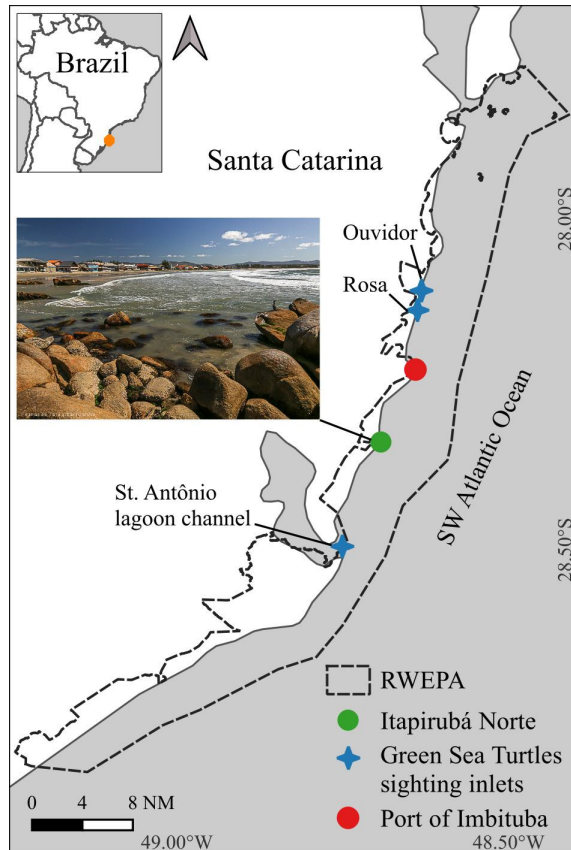 Brazil
Santa Catarina
28.00°S
Ouvidor
Rosa
SW Atlantic Ocean
St. Antônio
lagoon channel
28.50°S
RWEPA
Itapirubá Norte
Green Sea Turtles
sighting inlets
Port of Imbituba
0 4 8 NM
49.00°W
48.50°W